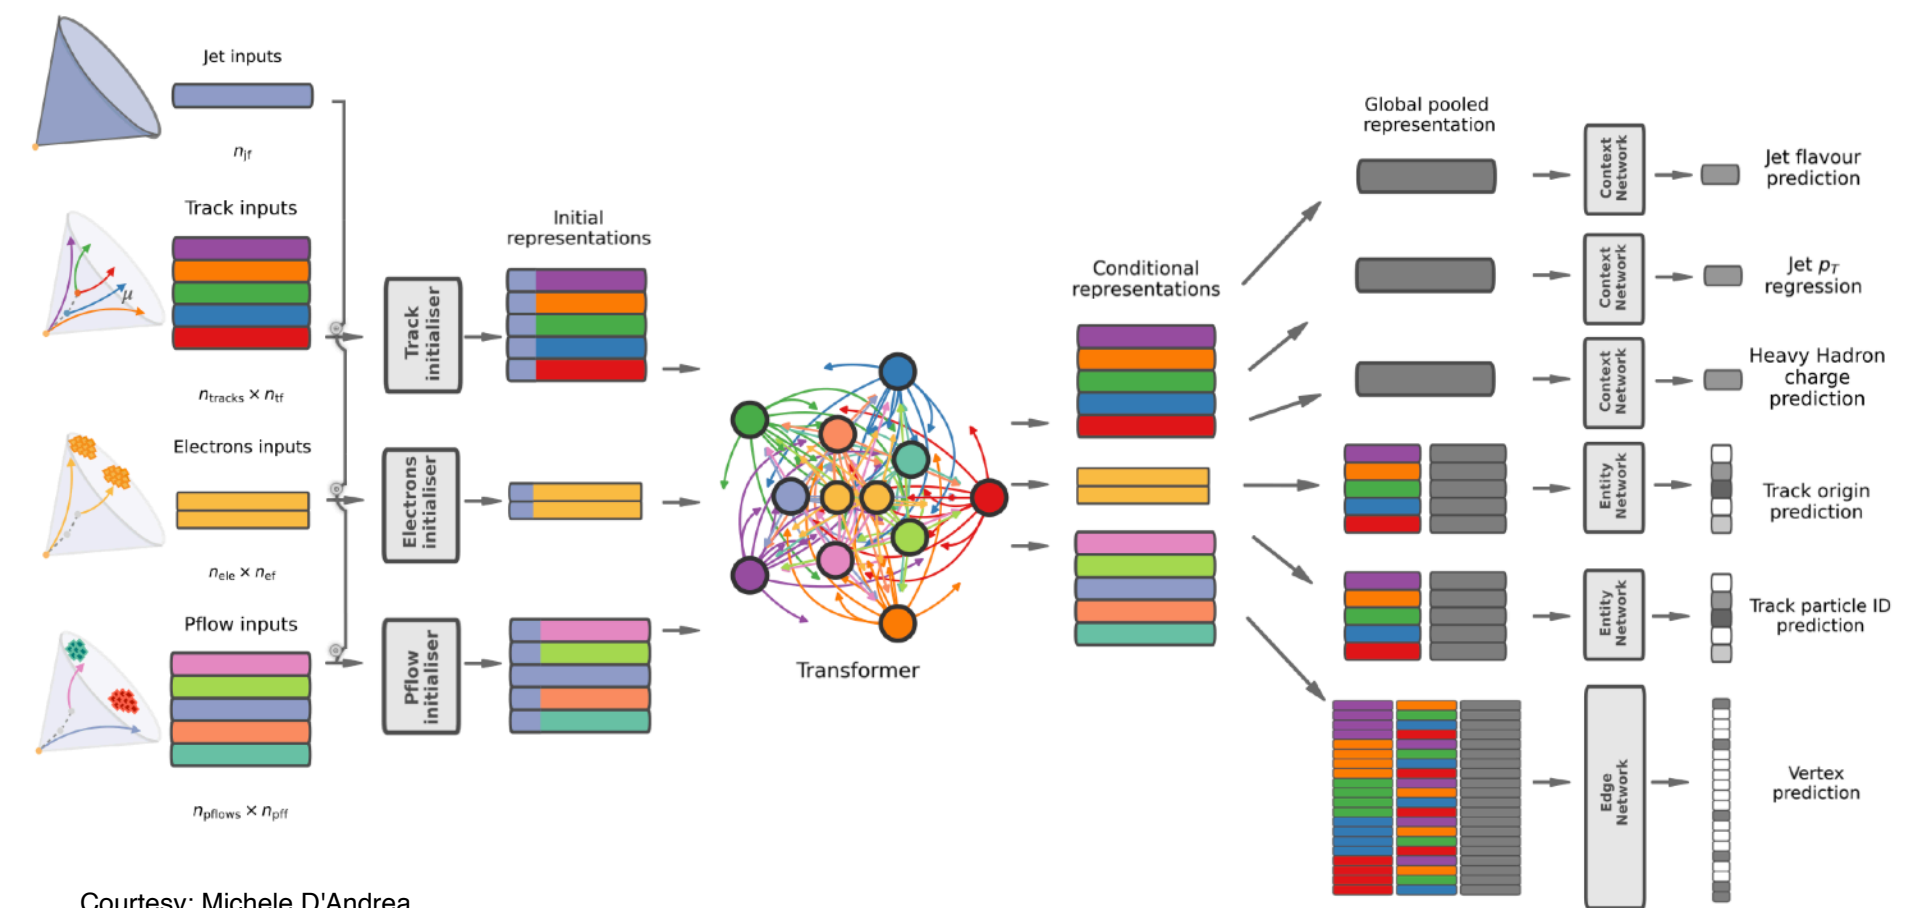 Jet inputs
n_jf
Track inputs
μ
n_tracks × n_tf
Electrons inputs
n_ele × n_ef
Pflow inputs
n_pflows × n_pff
Track
initialiser
Electrons
initialiser
Pflow
initialiser
Initial
representations
Transformer
Conditional
representations
Global pooled
representation
Context
Network
Jet flavour
prediction
Context
Network
Jet p_T
regression
Context
Network
Heavy Hadron
charge
prediction
Entity
Network
Track origin
prediction
Entity
Network
Track particle ID
prediction
Edge
Network
Vertex
prediction
Courtesy: Michele D'Andrea